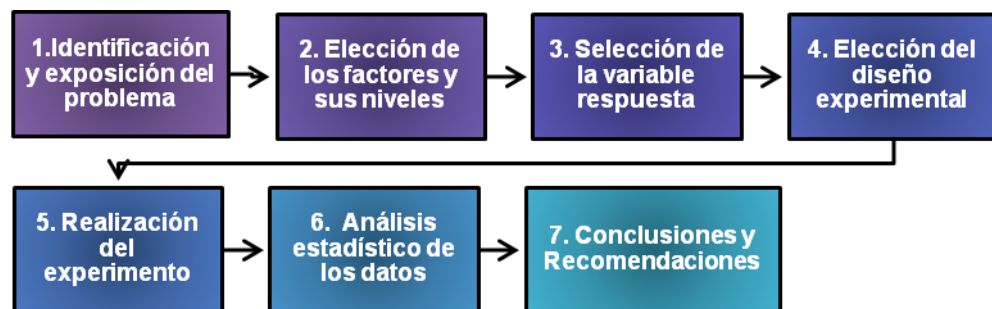 1.Identificación
y exposición del
problema
2. Elección de
los factores y
sus niveles
3. Selección de
la variable
respuesta
4. Elección del
diseño
experimental
5. Realización
del
experimento
6. Análisis
estadístico de
los datos
7. Conclusiones y
Recomendaciones